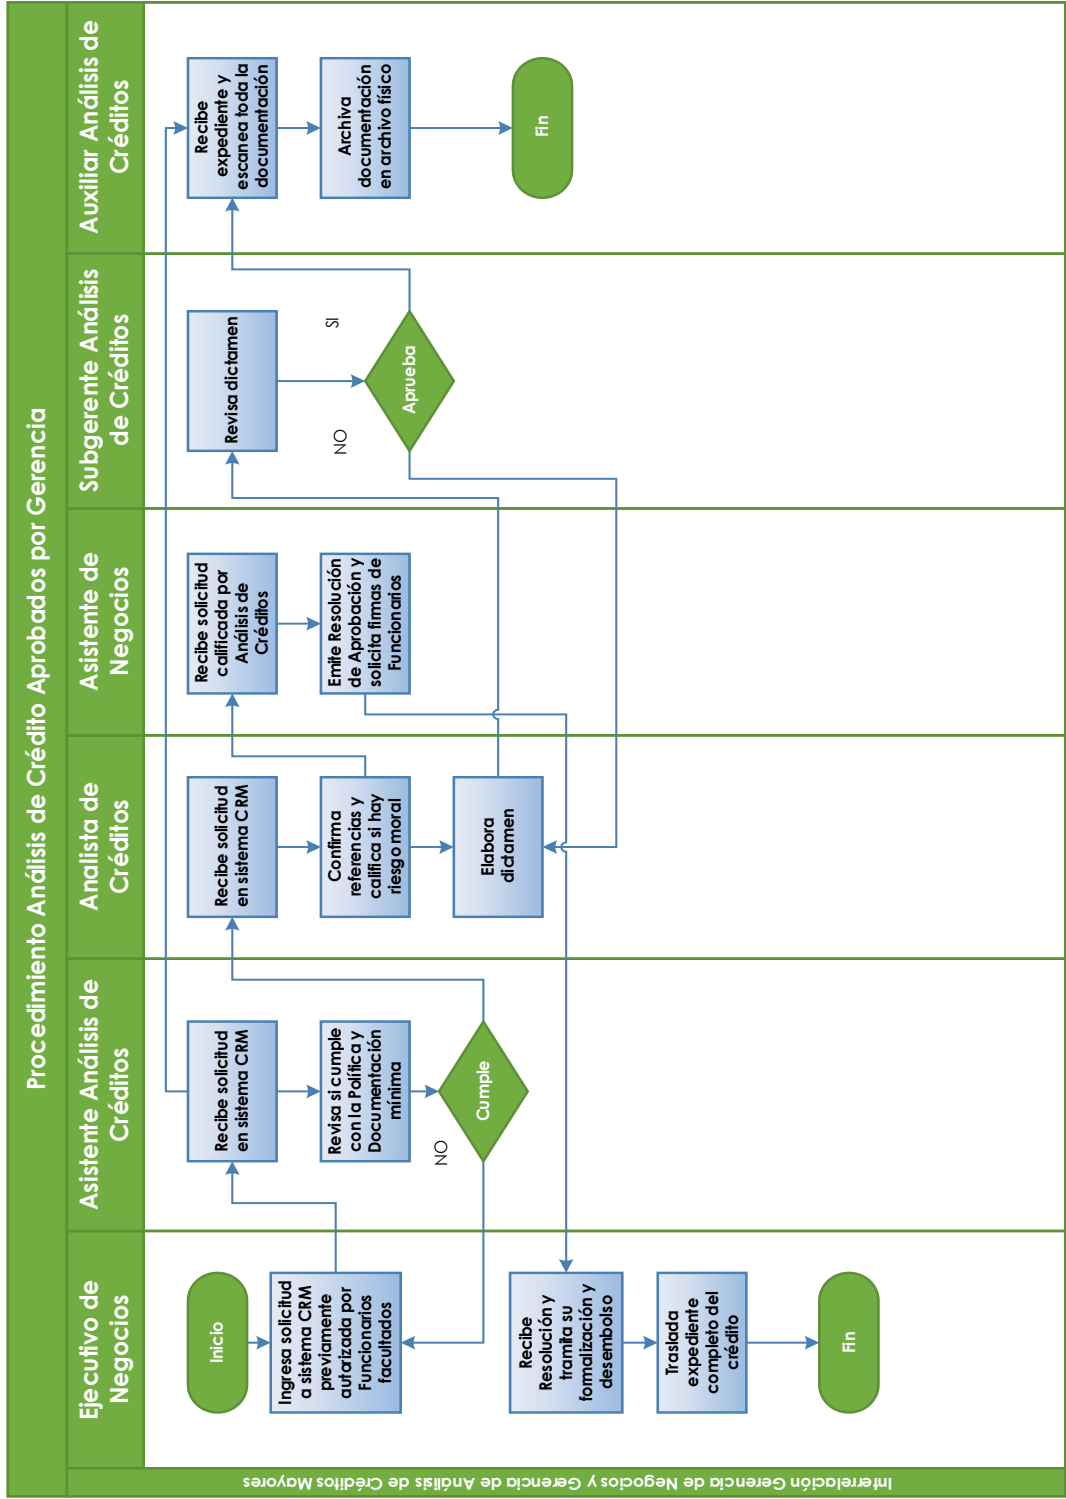 Procedimiento Análisis de Crédito Aprobados por Gerencia
Ejecutivo de
Negocios
Asistente Análisis de
Créditos
Analista de
Créditos
Asistente de
Negocios
Subgerente Análisis
de Créditos
Auxiliar Análisis de
Créditos
Interrelación Gerencia de Negocios y Gerencia de Análisis de Créditos Mayores
Inicio
Ingresa solicitud
a sistema CRM
previamente
autorizada por
Funcionarios
facultados
Recibe
Resolución y
tramita su
formalización y
desembolso
Traslada
expediente
completo del
crédito
Fin
Recibe solicitud
en sistema CRM
Revisa si cumple
con la Política y
Documentación
mínima
Cumple
NO
Recibe solicitud
en sistema CRM
Confirma
referencias y
califica si hay
riesgo moral
Elabora
dictamen
Recibe solicitud
calificada por
Análisis de
Créditos
Emite Resolución
de Aprobación y
solicita firmas de
Funcionarios
Revisa dictamen
Aprueba
NO
SI
Recibe
expediente y
escanea toda la
documentación
Archiva
documentación
en archivo físico
Fin